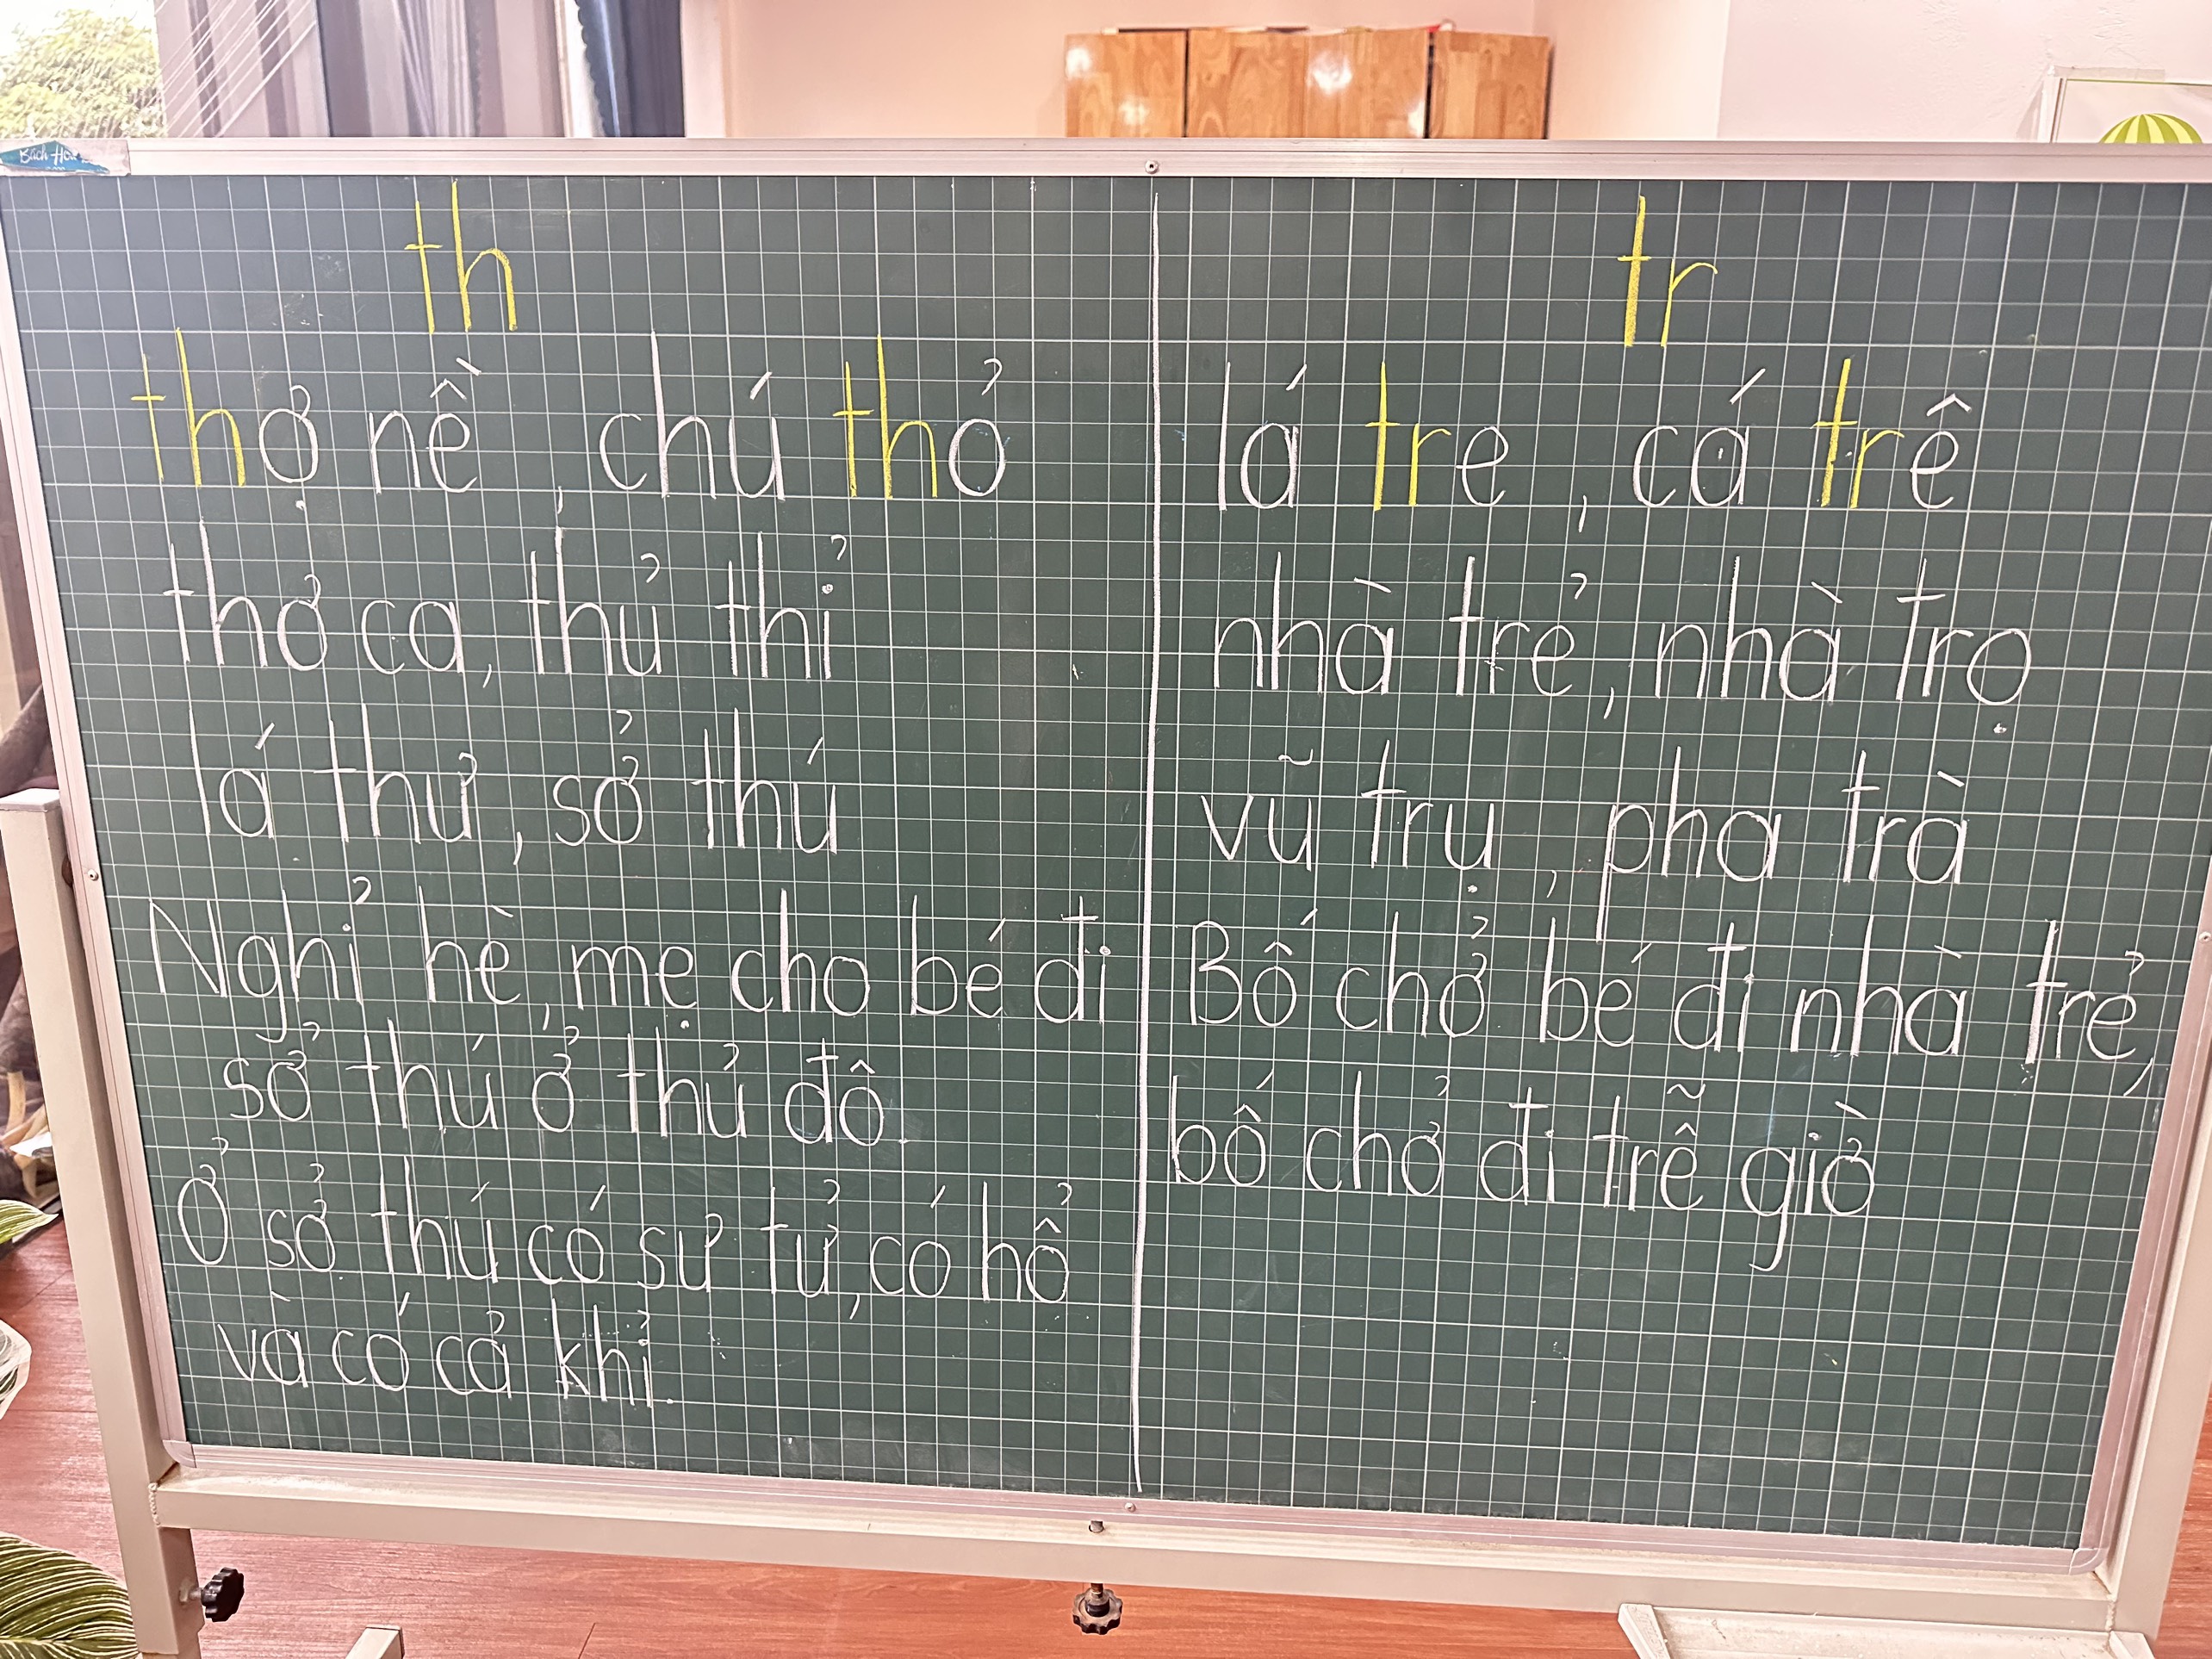 Bách Hoa
th
thợ nề, chú thỏ
thơ ca, thủ thỉ
lá thư, sở thú
Nghỉ hè, mẹ cho bé đi
sở thú ở thủ đô.
Ở sở thú có sư tử, có hổ
và có cả khỉ.
tr
lá tre, cá trê
nhà trẻ, nhà trọ
vũ trụ, pha trà
Bố chở bé đi nhà trẻ,
bố chở đi trễ giờ